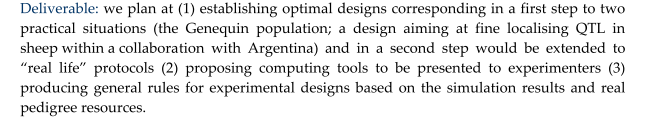 Deliverable: we plan at (1) establishing optimal designs corresponding in a first step to two
practical situations (the Genequin population; a design aiming at fine localising QTL in
sheep within a collaboration with Argentina) and in a second step would be extended to
“real life” protocols (2) proposing computing tools to be presented to experimenters (3)
producing general rules for experimental designs based on the simulation results and real
pedigree resources.